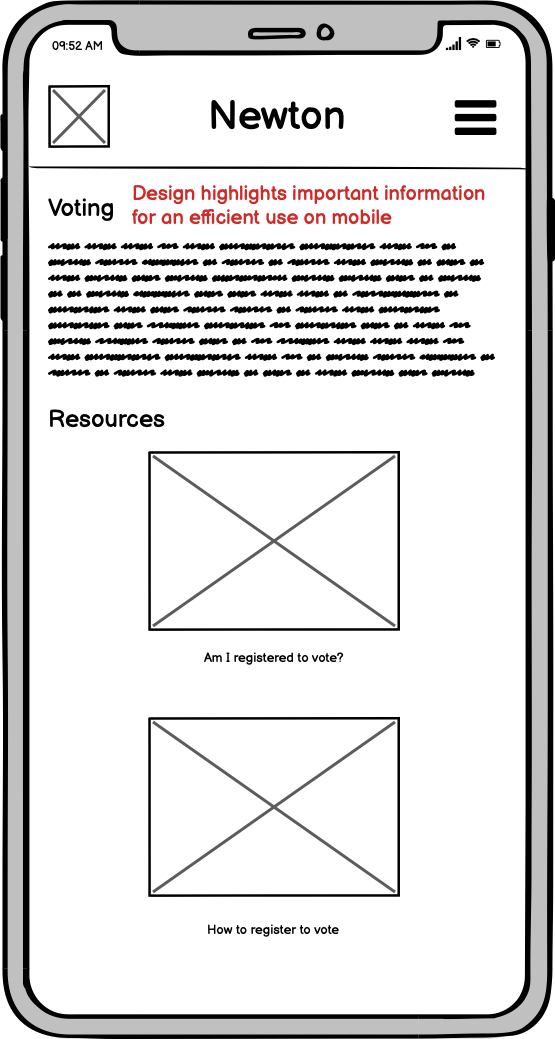 09:52 AM
Newton
Voting
Design highlights important information
for an efficient use on mobile
Resources
Am I registered to vote?
How to register to vote